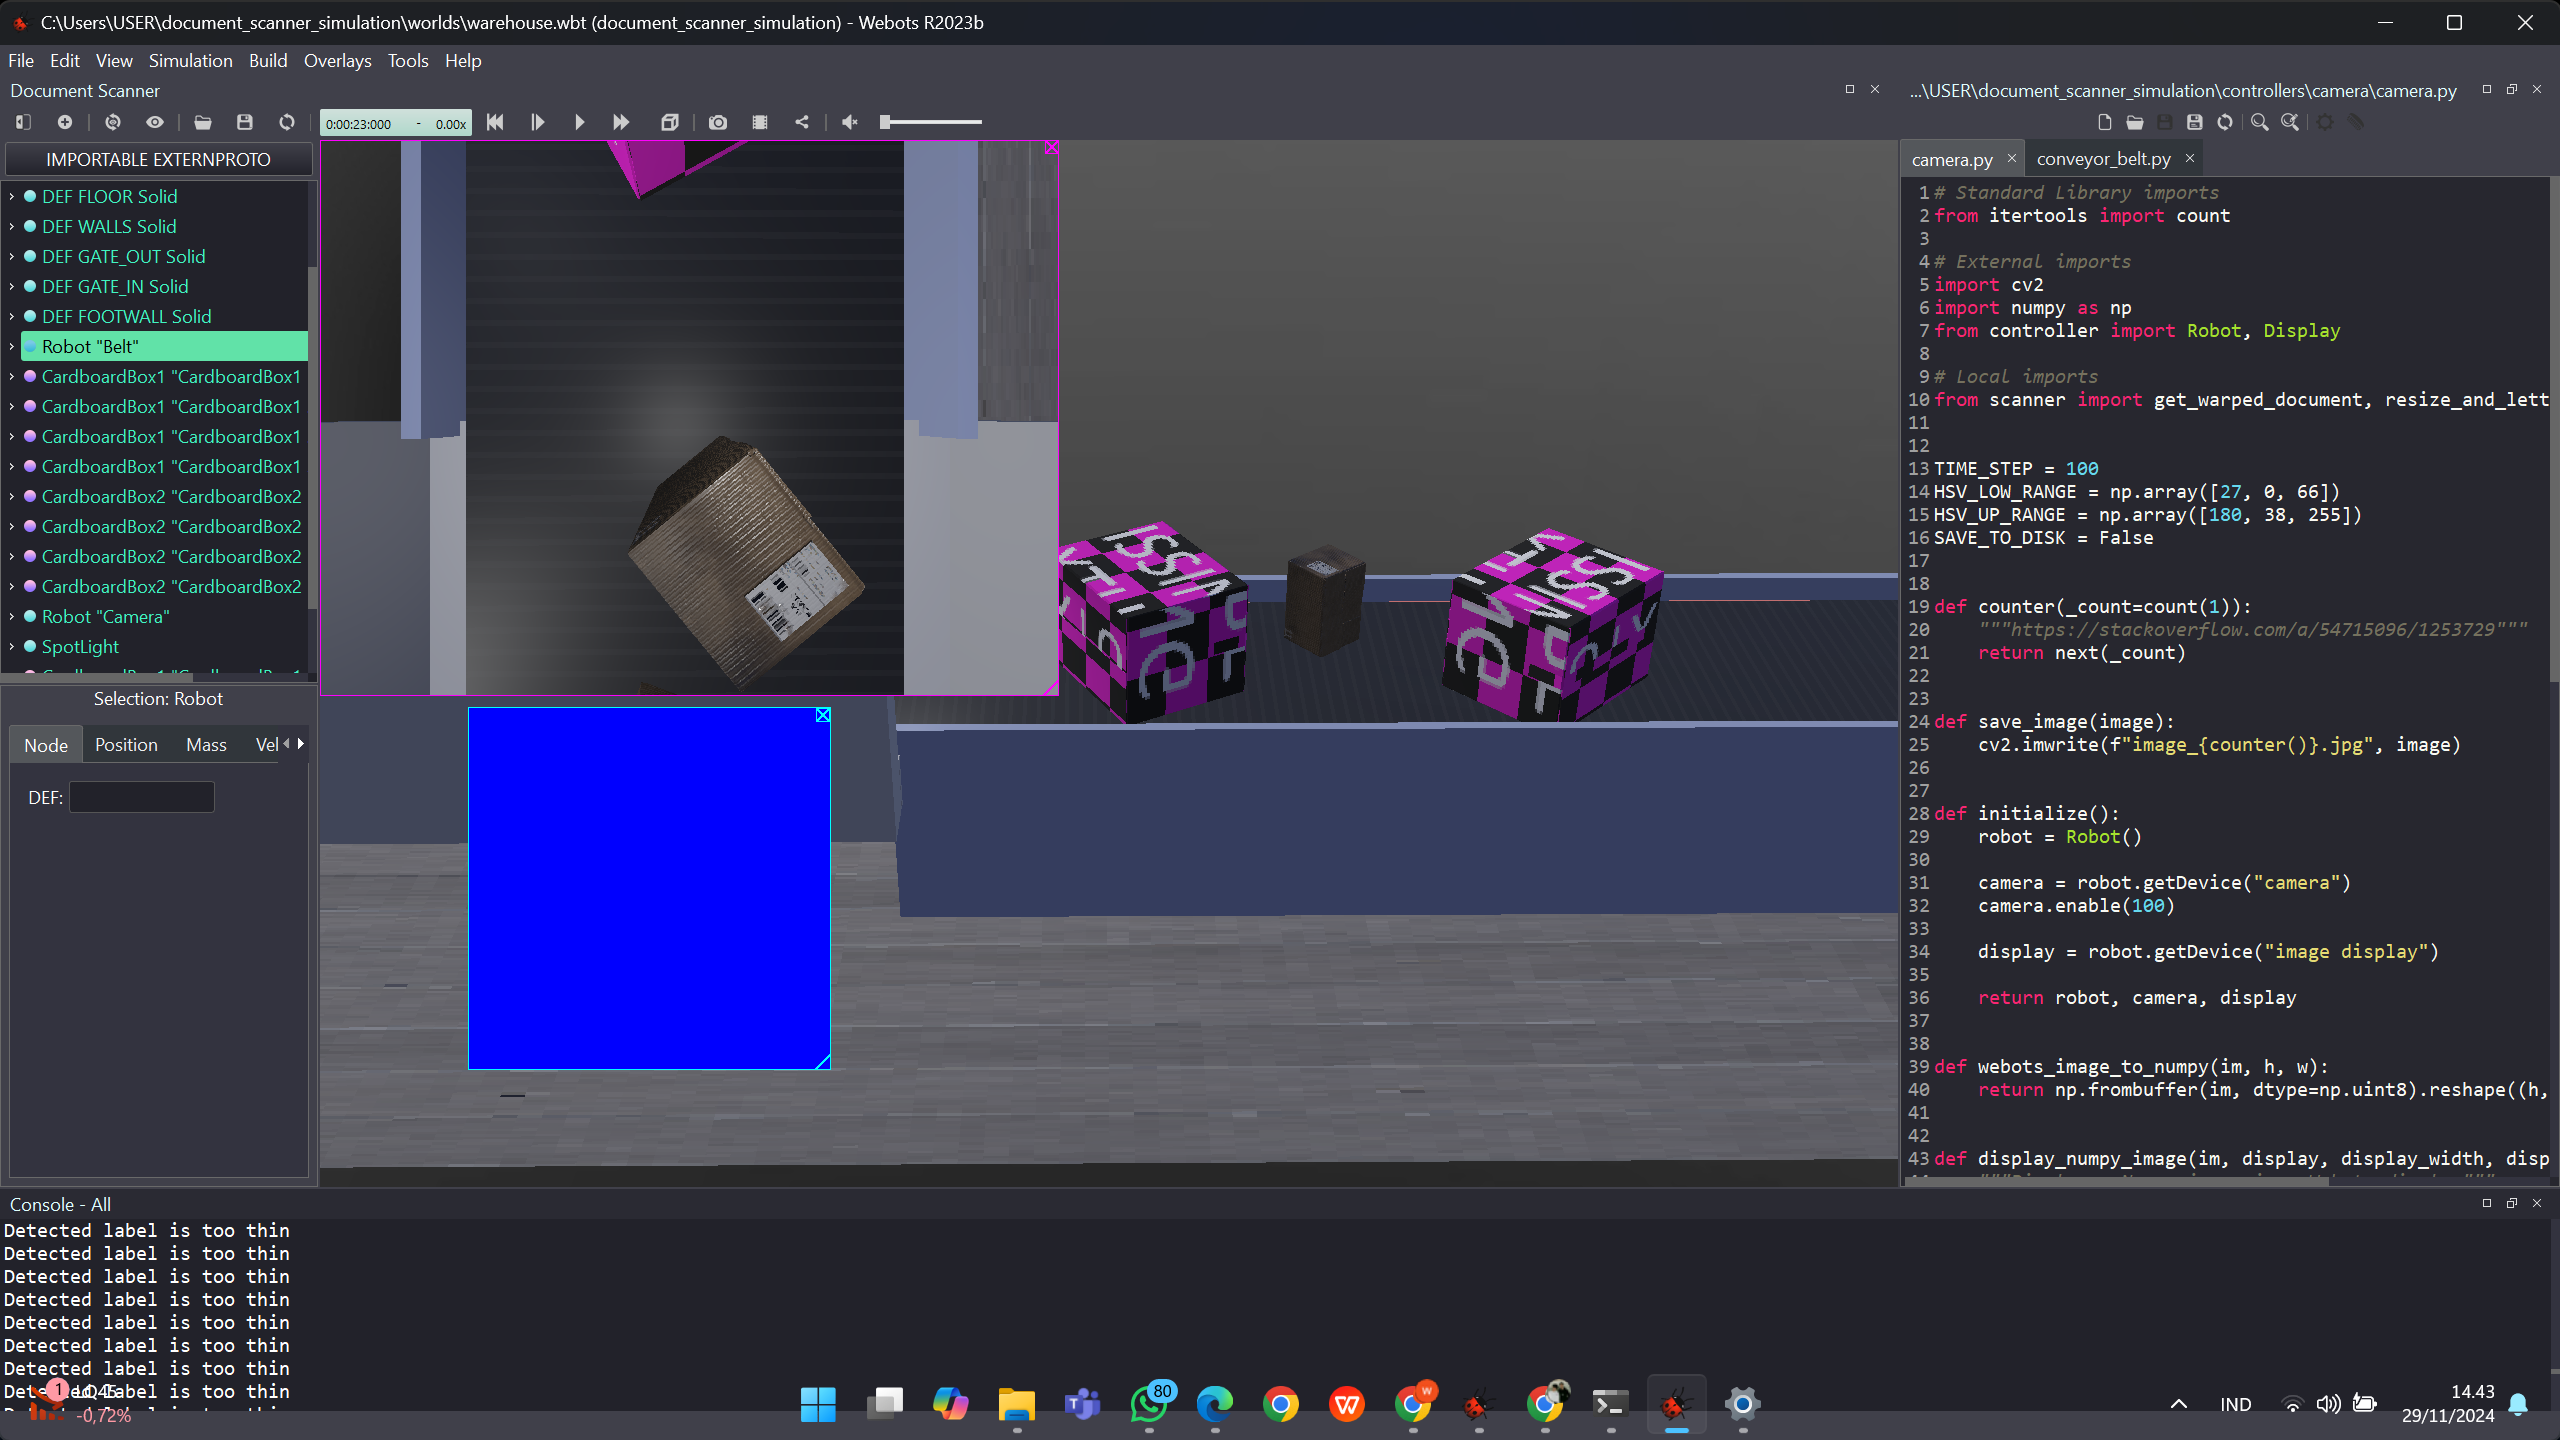 C:\Users\USER\document_scanner_simulation\worlds\warehouse.wbt (document_scanner_simulation) - Webots R2023b
File Edit View Simulation Build Overlays Tools Help
Document Scanner
0:00:23:000 - 0.00x
IMPORTABLE EXTERNPROTO
DEF FLOOR Solid
DEF WALLS Solid
DEF GATE_OUT Solid
DEF GATE_IN Solid
DEF FOOTWALL Solid
Robot "Belt"
CardboardBox1 "CardboardBox1
CardboardBox1 "CardboardBox1
CardboardBox1 "CardboardBox1
CardboardBox1 "CardboardBox1
CardboardBox2 "CardboardBox2
CardboardBox2 "CardboardBox2
CardboardBox2 "CardboardBox2
CardboardBox2 "CardboardBox2
Robot "Camera"
SpotLight
Selection: Robot
Node Position Mass Vel
DEF:
...\USER\document_scanner_simulation\controllers\camera\camera.py
camera.py conveyor_belt.py
1 # Standard Library imports
2 from itertools import count
3
4 # External imports
5 import cv2
6 import numpy as np
7 from controller import Robot, Display
8
9 # Local imports
10 from scanner import get_warped_document, resize_and_lett
11
12
13 TIME_STEP = 100
14 HSV_LOW_RANGE = np.array([27, 0, 66])
15 HSV_UP_RANGE = np.array([180, 38, 255])
16 SAVE_TO_DISK = False
17
18
19 def counter(_count=count(1)):
20 """https://stackoverflow.com/a/54715096/1253729"""
21 return next(_count)
22
23
24 def save_image(image):
25 cv2.imwrite(f"image_{counter()}.jpg", image)
26
27
28 def initialize():
29 robot = Robot()
30
31 camera = robot.getDevice("camera")
32 camera.enable(100)
33
34 display = robot.getDevice("image display")
35
36 return robot, camera, display
37
38
39 def webots_image_to_numpy(im, h, w):
40 return np.frombuffer(im, dtype=np.uint8).reshape((h,
41
42
43 def display_numpy_image(im, display, display_width, disp
Console - All
Detected label is too thin
Detected label is too thin
Detected label is too thin
Detected label is too thin
Detected label is too thin
Detected label is too thin
Detected label is too thin
Detected label is too thin
1 LQ45
-0,72%
80
IND
14.43
29/11/2024